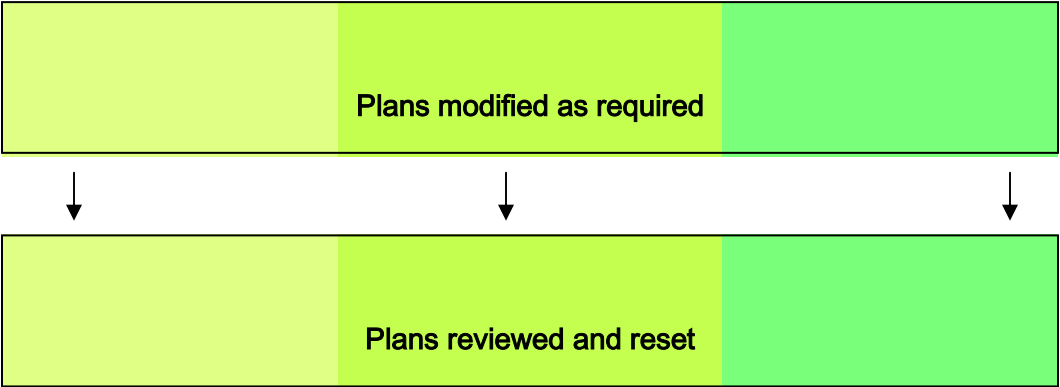 Plans modified as required
Plans reviewed and reset